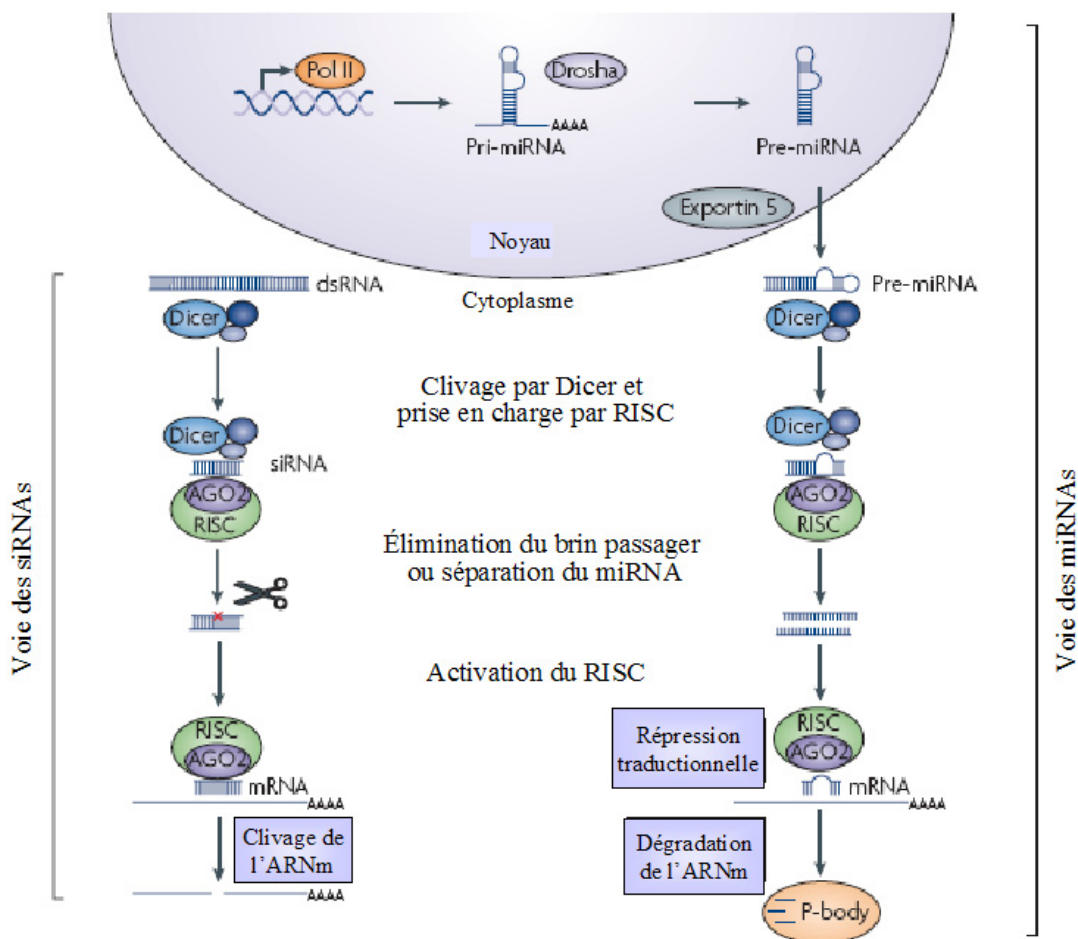 Pol II
Drosha
AAAA
Pri-miRNA
Pre-miRNA
Exportin 5
Noyau
Cytoplasme
dsRNA
Pre-miRNA
Dicer
Dicer
Clivage par Dicer et
prise en charge par RISC
Dicer
Dicer
siRNA
AGO2
RISC
AGO2
RISC
Élimination du brin passager
ou séparation du miRNA
Activation du RISC
RISC
AGO2
mRNA
AAAA
Répression
traductionnelle
RISC
AGO2
mRNA
AAAA
Clivage de
l'ARNm
AAAA
Dégradation
de l'ARNm
P-body
Voie des siRNAs
Voie des miRNAs